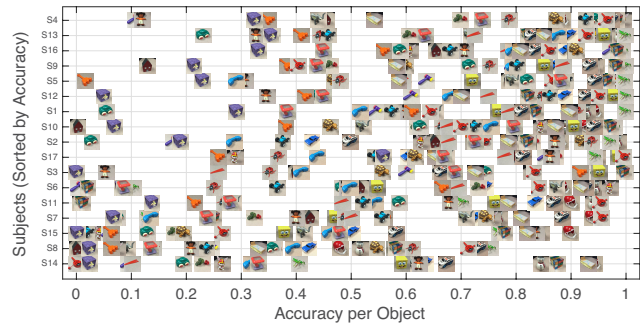 Subjects (Sorted by Accuracy)
S4
S13
S16
S9
S5
S12
S1
S10
S2
S17
S3
S6
S11
S7
S15
S8
S14
0 0.1 0.2 0.3 0.4 0.5 0.6 0.7 0.8 0.9 1
Accuracy per Object